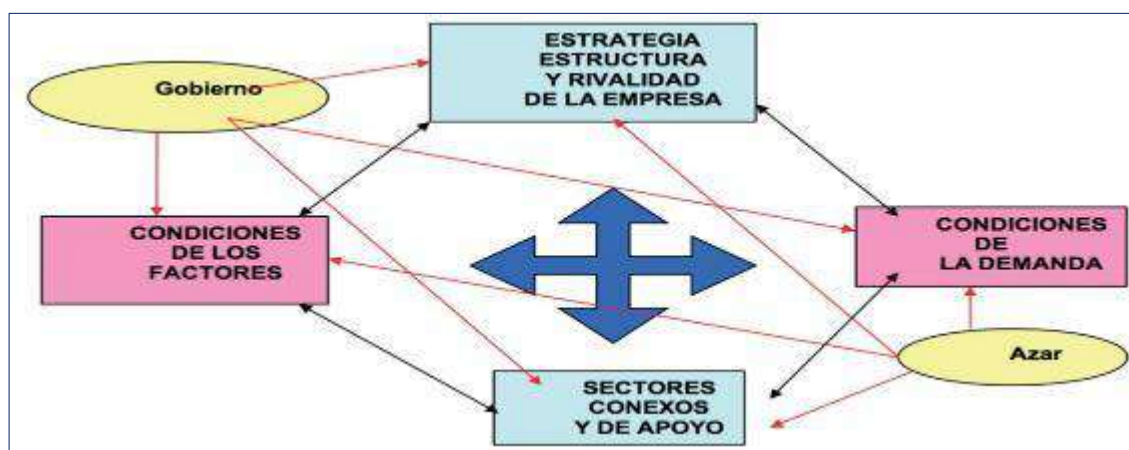 ESTRATEGIA
ESTRUCTURA
Y RIVALIDAD
DE LA EMPRESA
Gobierno
CONDICIONES
DE LOS
FACTORES
CONDICIONES
DE
LA DEMANDA
Azar
SECTORES
CONEXOS
Y DE APOYO